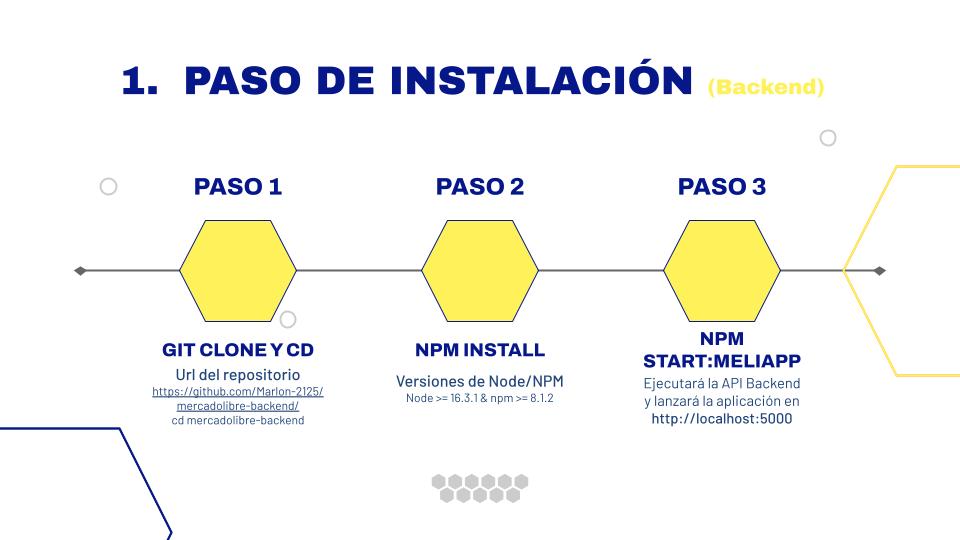 1. PASO DE INSTALACIÓN (Backend)
PASO 1
PASO 2
PASO 3
GIT CLONE Y CD
Url del repositorio
https://github.com/Marlon-2125/
mercadolibre-backend/
cd mercadolibre-backend
NPM INSTALL
Versiones de Node/NPM
Node >= 16.3.1 & npm >= 8.1.2
NPM
START:MELIAPP
Ejecutará la API Backend
y lanzará la aplicación en
http://localhost:5000